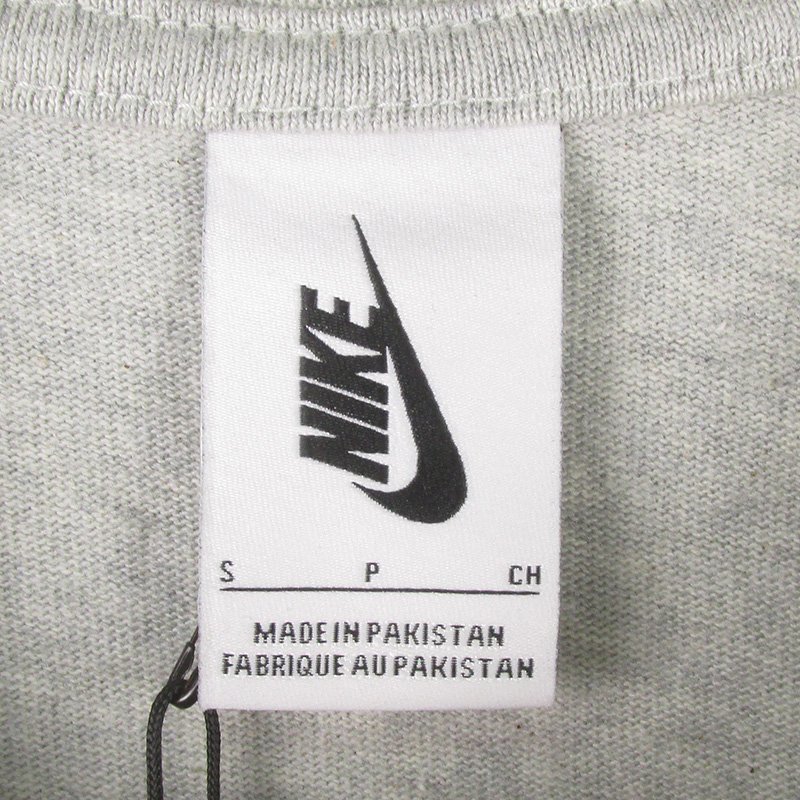 NIKE
S P CH
MADE IN PAKISTAN
FABRIQUE AU PAKISTAN